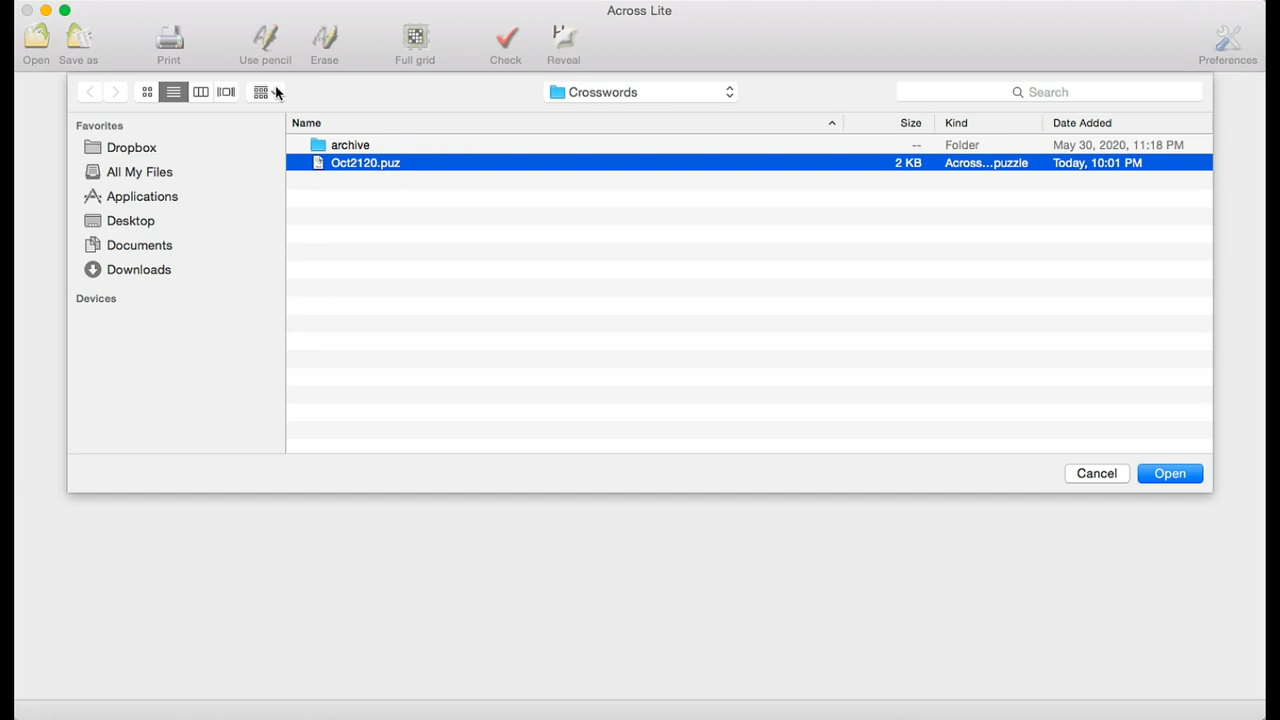 Across Lite
Open Save as Print Use pencil Erase Full grid Check Reveal Preferences
Crosswords Search
Favorites
Dropbox
All My Files
Applications
Desktop
Documents
Downloads
Devices
Name Size Kind Date Added
archive -- Folder May 30, 2020, 11:18 PM
Oct2120.puz 2 KB Across...puzzle Today, 10:01 PM
Cancel Open